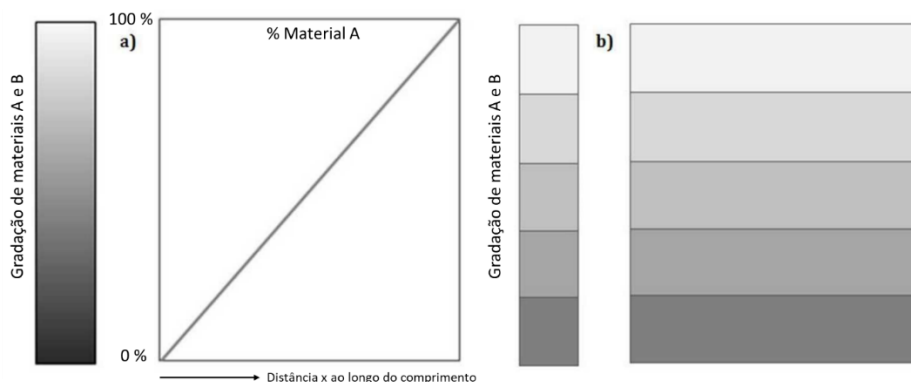 Gradação de materiais A e B
100 %
a)
% Material A
0 %
Distância x ao longo do comprimento
Gradação de materiais A e B
b)